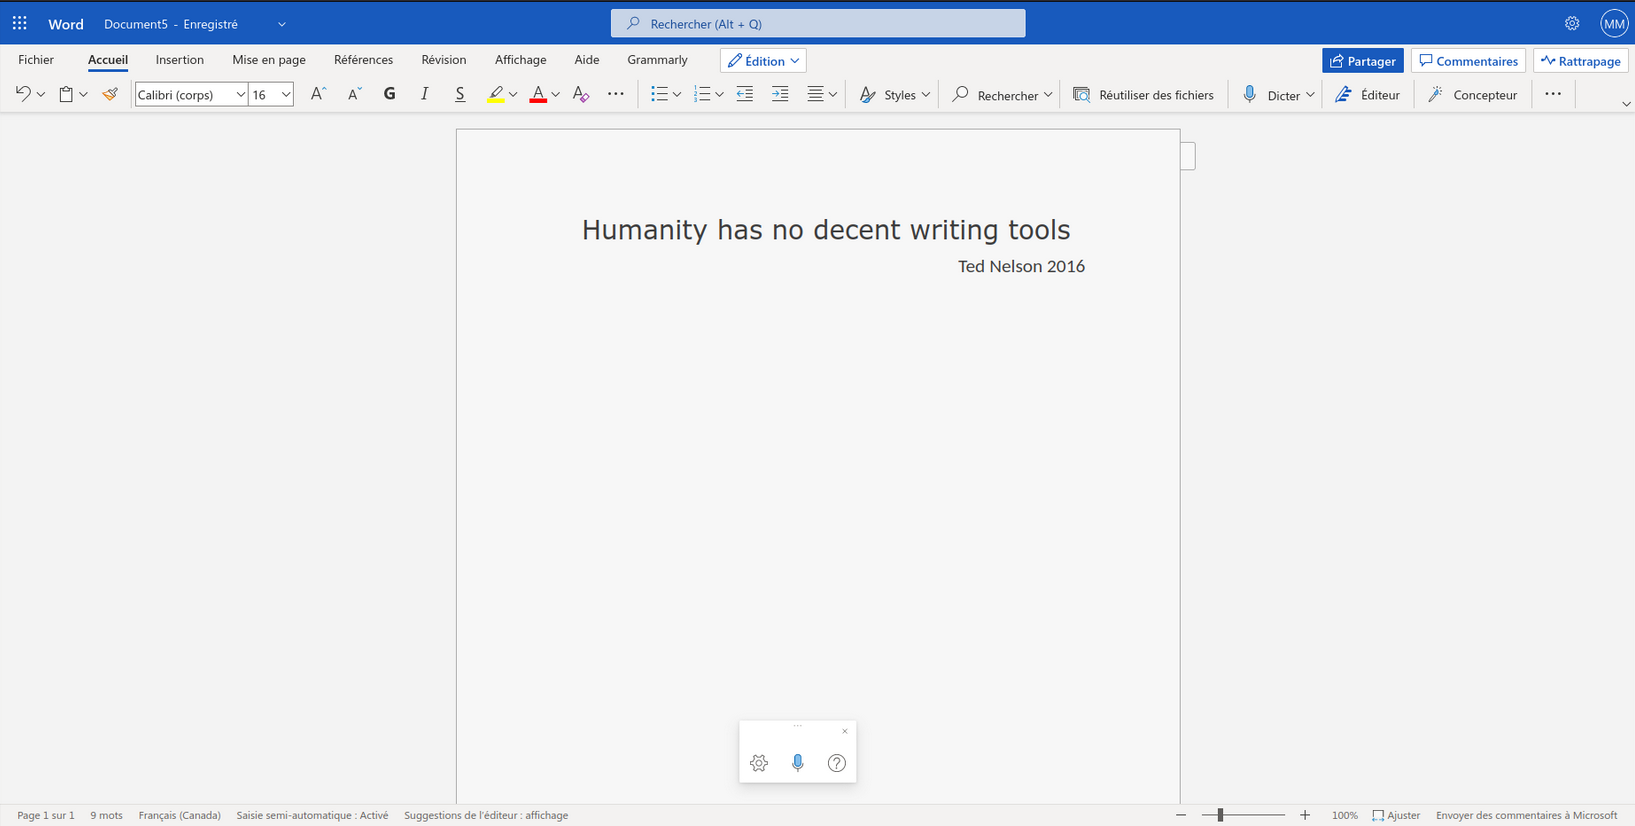 Word Document5 - Enregistré Rechercher (Alt + Q) MM
Fichier Accueil Insertion Mise en page Références Révision Affichage Aide Grammarly Édition Partager Commentaires Rattrapage
Calibri (corps) 16 A A G I S A A Styles Rechercher Réutiliser des fichiers Dicter Éditeur Concepteur
Humanity has no decent writing tools
Ted Nelson 2016
Page 1 sur 1 9 mots Français (Canada) Saisie semi-automatique : Activé Suggestions de l'éditeur : affichage 100% Ajuster Envoyer des commentaires à Microsoft